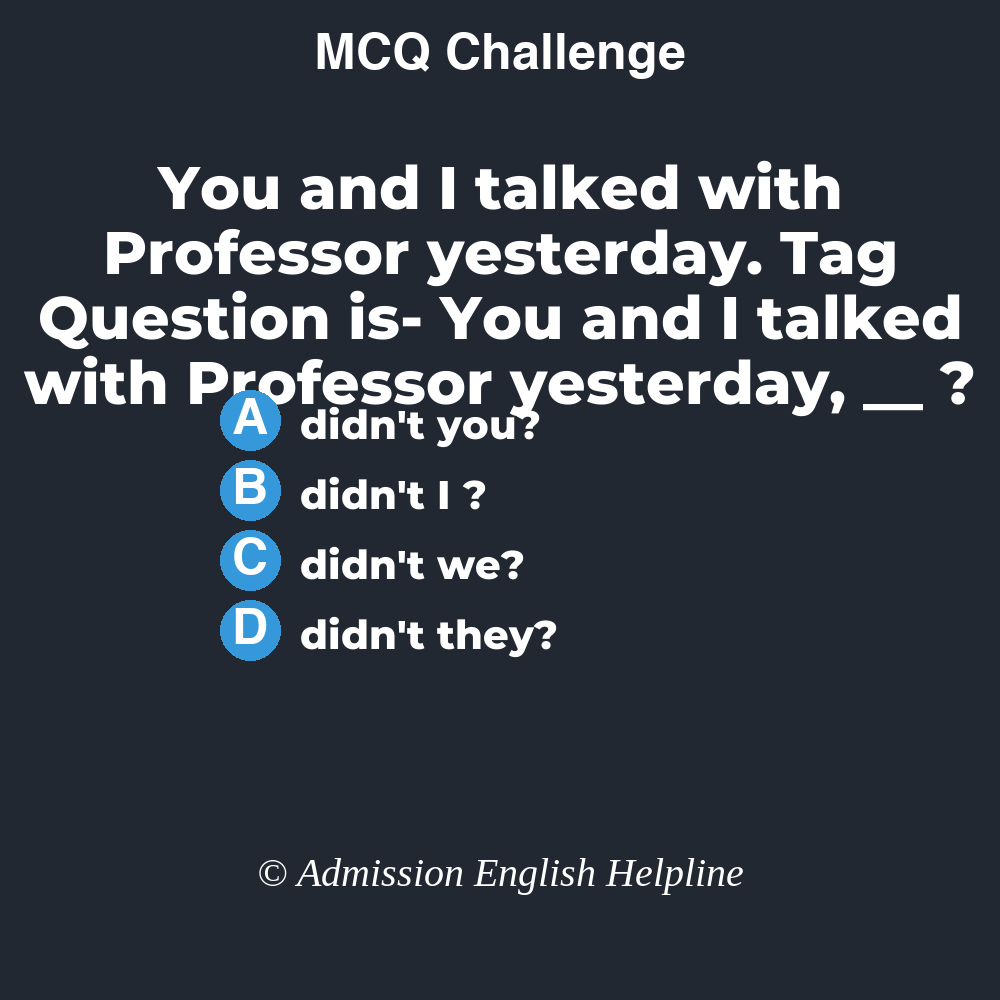 MCQ Challenge
You and I talked with
Professor yesterday. Tag
Question is- You and I talked
with Professor yesterday, __ ?
A didn't you?
B didn't I ?
C didn't we?
D didn't they?
© Admission English Helpline